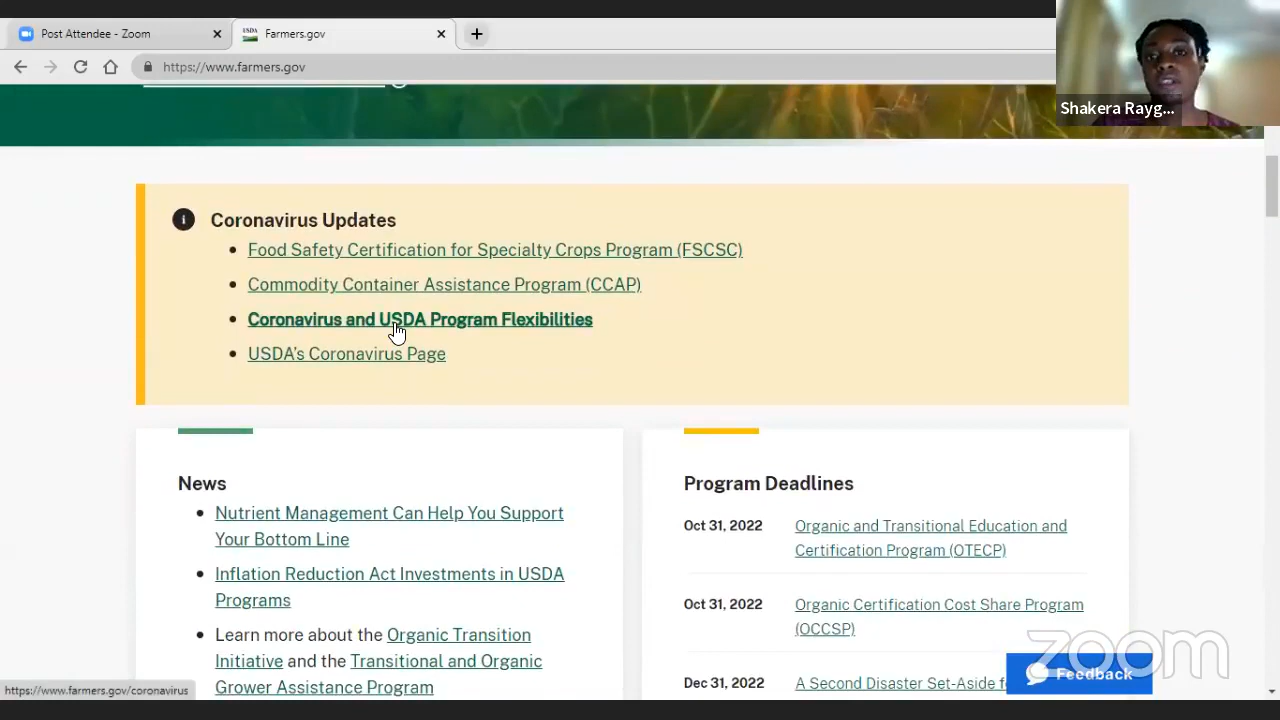 Post Attendee - Zoom
USDA
Farmers.gov
https://www.farmers.gov
Shakera Rayg...
Coronavirus Updates
Food Safety Certification for Specialty Crops Program (FSCSC)
Commodity Container Assistance Program (CCAP)
Coronavirus and USDA Program Flexibilities
USDA's Coronavirus Page
News
Nutrient Management Can Help You Support
Your Bottom Line
Inflation Reduction Act Investments in USDA
Programs
Learn more about the Organic Transition
Initiative and the Transitional and Organic
Grower Assistance Program
Program Deadlines
Oct 31, 2022 Organic and Transitional Education and
Certification Program (OTECP)
Oct 31, 2022 Organic Certification Cost Share Program
(OCCSP)
Dec 31, 2022 A Second Disaster Set-Aside
zoom
Feedback
https://www.farmers.gov/coronavirus